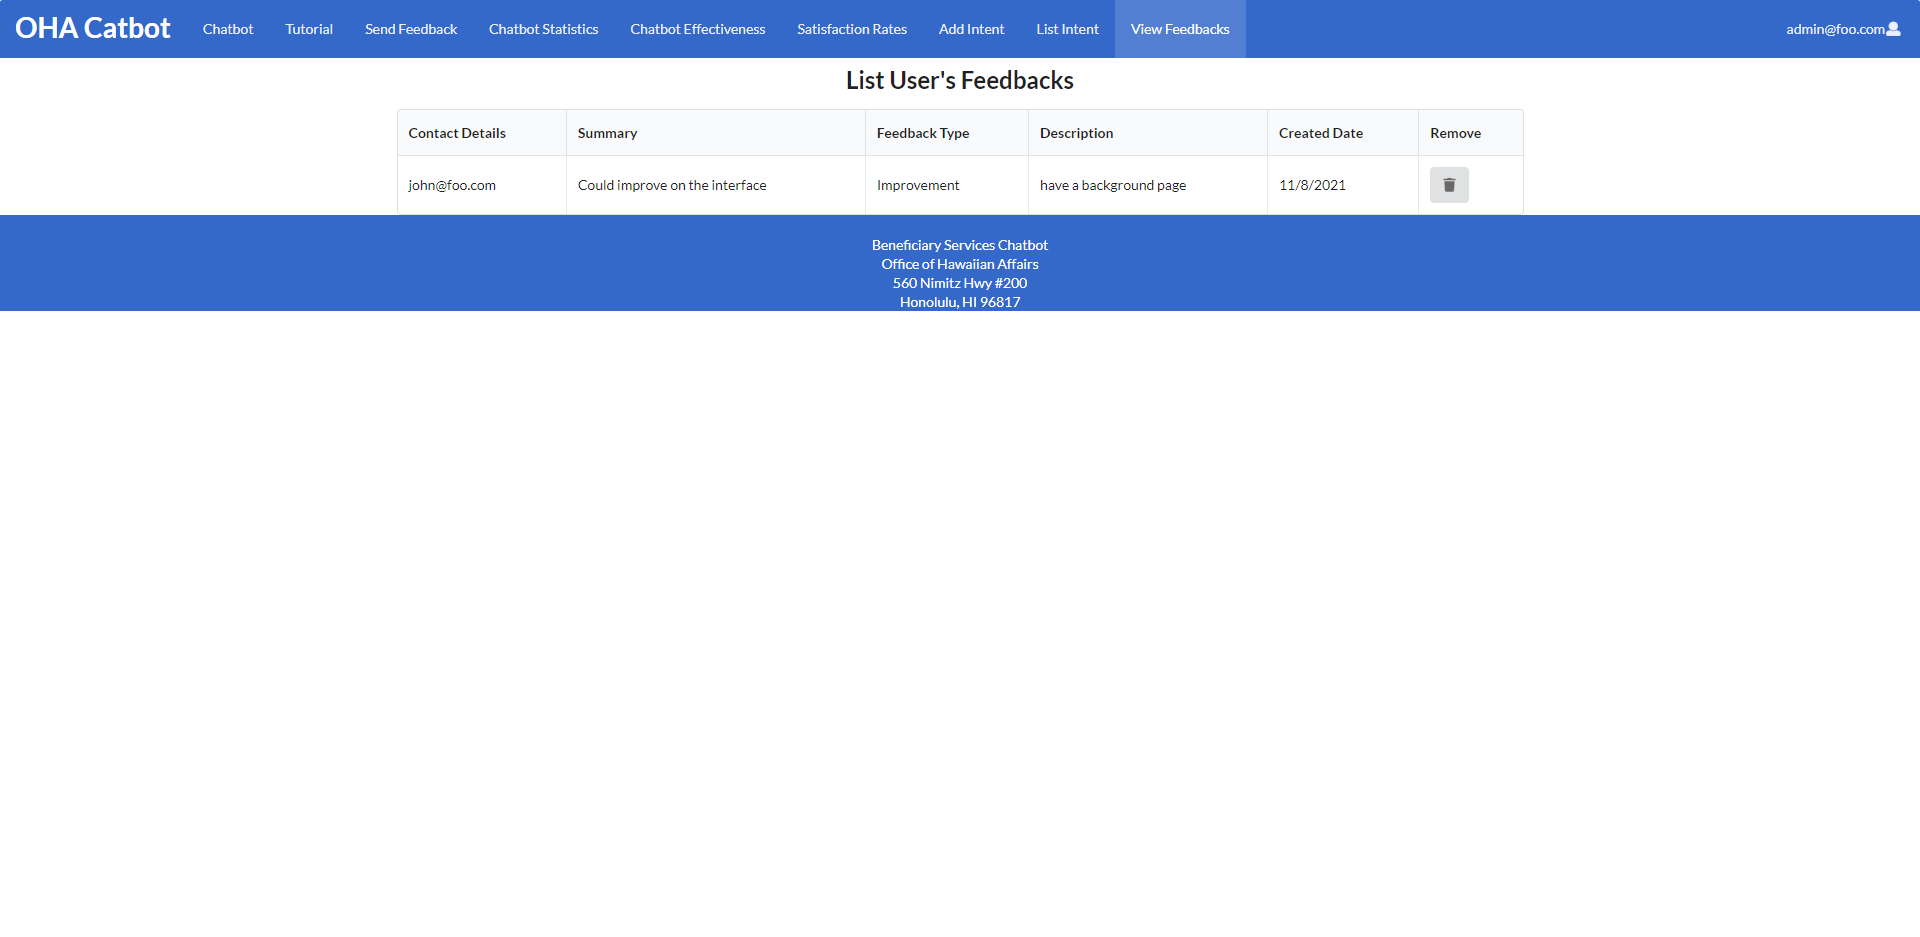 OHA Catbot Chatbot Tutorial Send Feedback Chatbot Statistics Chatbot Effectiveness Satisfaction Rates Add Intent List Intent View Feedbacks admin@foo.com
List User's Feedbacks
Contact Details Summary Feedback Type Description Created Date Remove
john@foo.com Could improve on the interface Improvement have a background page 11/8/2021
Beneficiary Services Chatbot
Office of Hawaiian Affairs
560 Nimitz Hwy #200
Honolulu, HI 96817